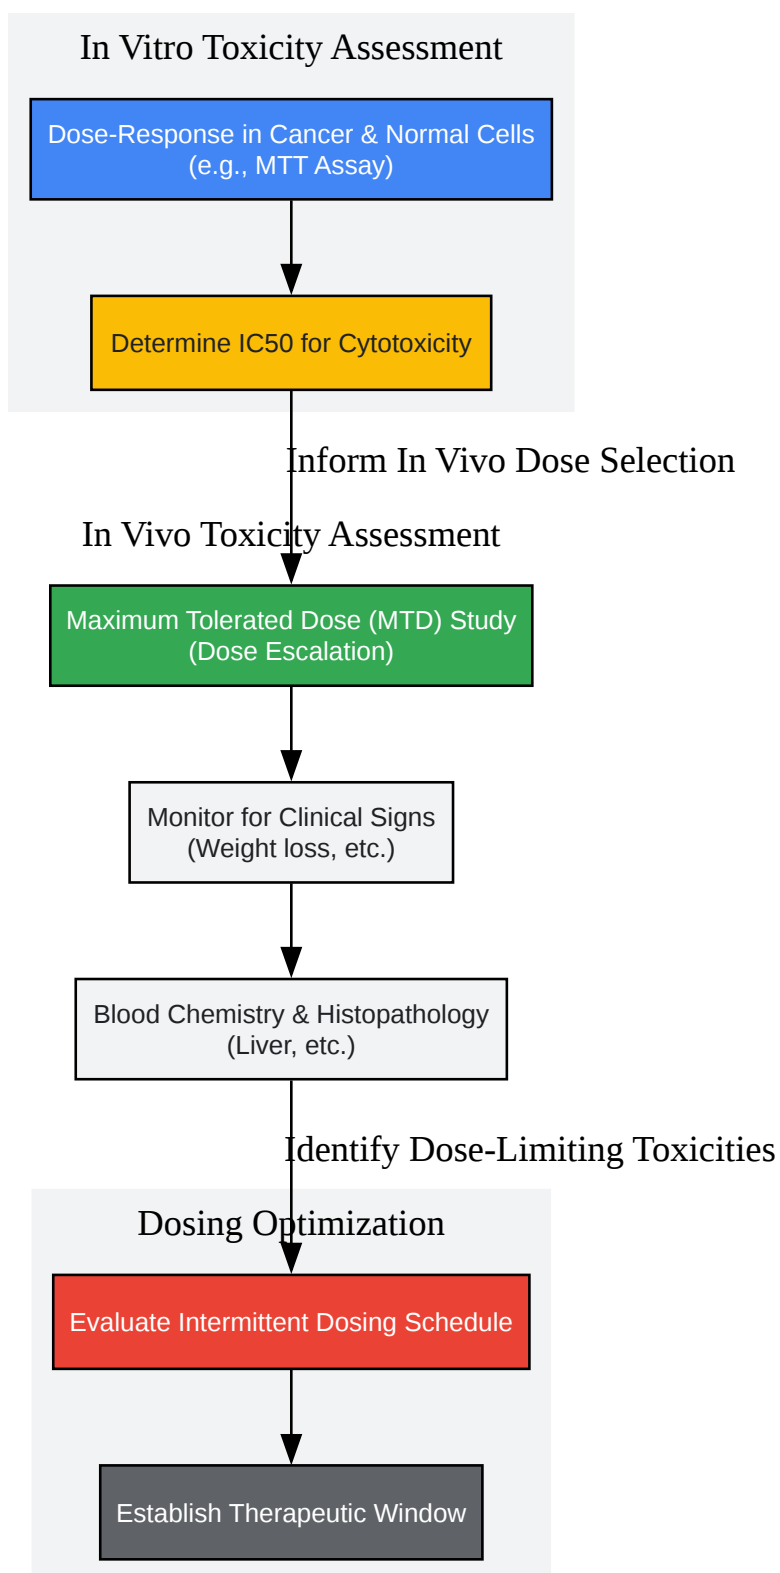 In Vitro Toxicity Assessment
Dose-Response in Cancer & Normal Cells
(e.g., MTT Assay)
Determine IC50 for Cytotoxicity
Inform In Vivo Dose Selection
In Vivo Toxicity Assessment
Maximum Tolerated Dose (MTD) Study
(Dose Escalation)
Monitor for Clinical Signs
(Weight loss, etc.)
Blood Chemistry & Histopathology
(Liver, etc.)
Identify Dose-Limiting Toxicities
Dosing Optimization
Evaluate Intermittent Dosing Schedule
Establish Therapeutic Window